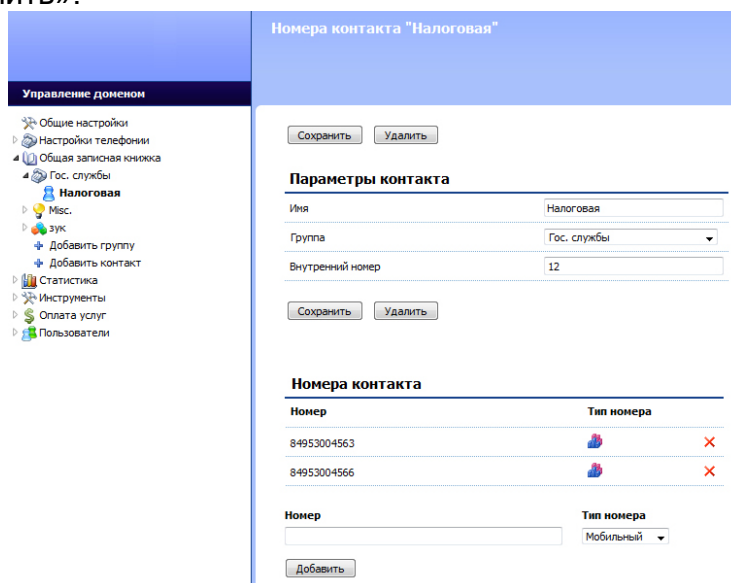 Номера контакта "Налоговая"
Управление доменом
Общие настройки
Настройки телефонии
Общая записная книжка
Гос. службы
Налоговая
Misc.
зук
Добавить группу
Добавить контакт
Статистика
Инструменты
Оплата услуг
Пользователи
Сохранить Удалить
Параметры контакта
Имя Налоговая
Группа Гос. службы
Внутренний номер 12
Сохранить Удалить
Номера контакта
Номер Тип номера
84953004563
84953004566
Номер Тип номера
Мобильный
Добавить